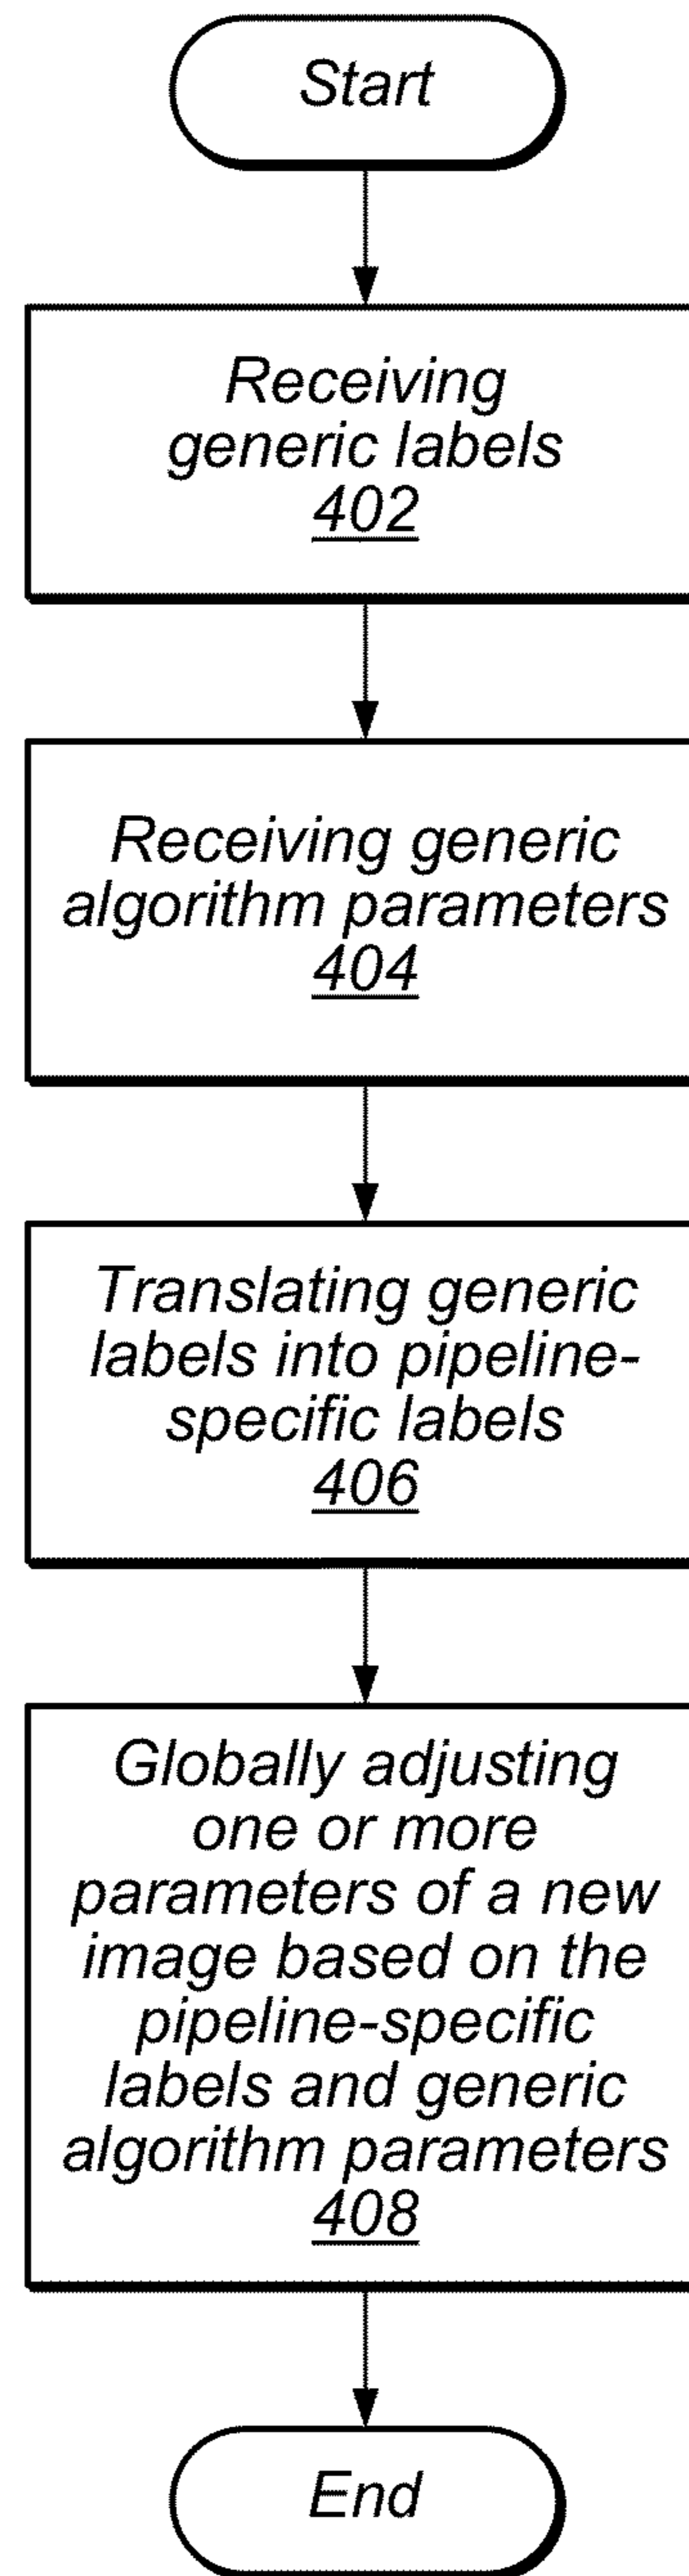 Start
Receiving
generic labels
402
Receiving generic
algorithm parameters
404
Translating generic
labels into pipeline-
specific labels
406
Globally adjusting
one or more
parameters of a new
image based on the
pipeline-specific
labels and generic
algorithm parameters
408
End